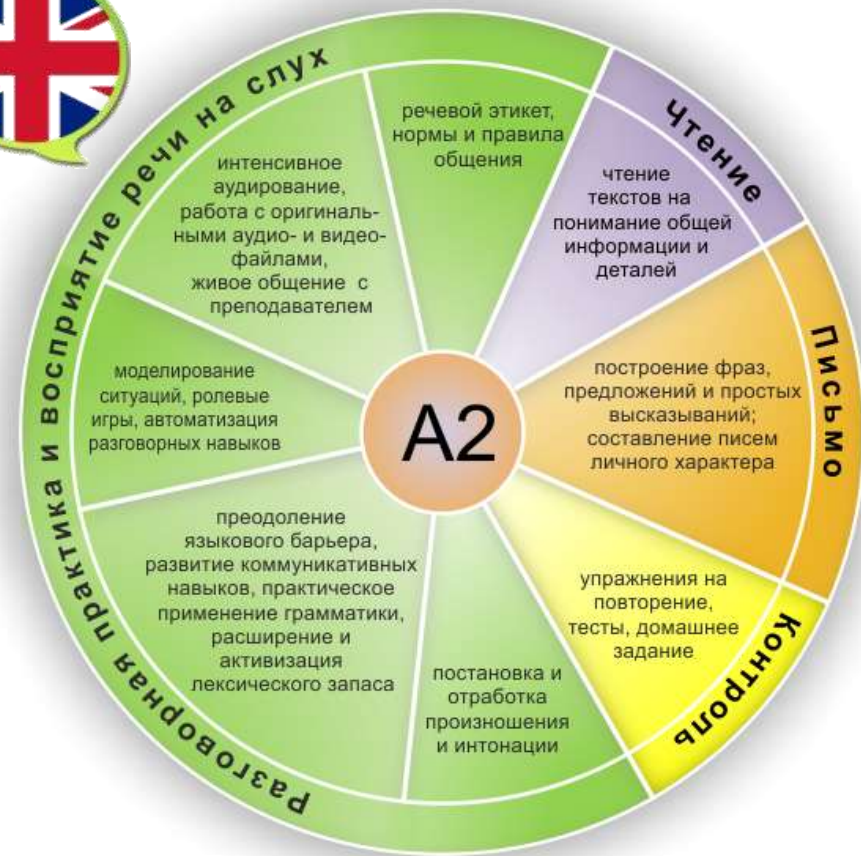 Разговорная практика и восприятие речи на слух
речевой этикет,
нормы и правила
общения
интенсивное
аудирование,
работа с оригиналь-
ными аудио- и видео-
файлами,
живое общение с
преподавателем
моделирование
ситуаций, ролевые
игры, автоматизация
разговорных навыков
преодоление
языкового барьера,
развитие коммуникативных
навыков, практическое
применение грамматики,
расширение и
активизация
лексического запаса
постановка и
отработка
произношения
и интонации
A2
Чтение
чтение
текстов на
понимание общей
информации и
деталей
Письмо
построение фраз,
предложений и простых
высказываний;
составление писем
личного характера
Контроль
упражнения на
повторение,
тесты, домашнее
задание